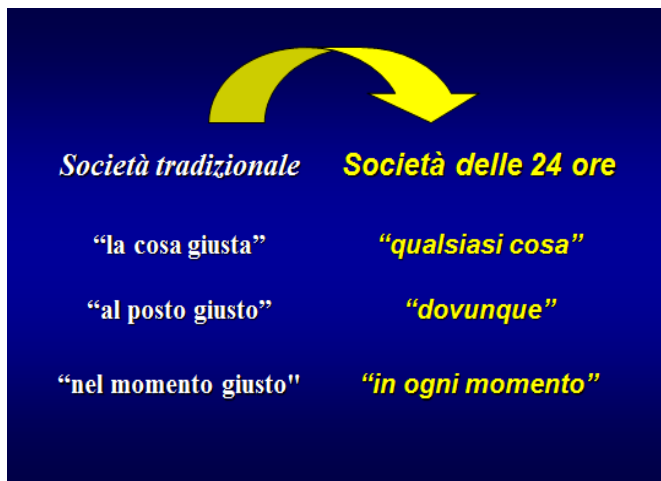 Società tradizionale Società delle 24 ore
“la cosa giusta” “qualsiasi cosa”
“al posto giusto” “dovunque”
“nel momento giusto" “in ogni momento”